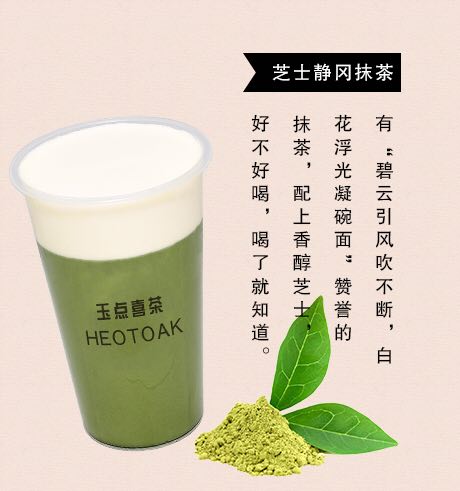 芝士静冈抹茶
有“碧云引风吹不断，白
花浮光凝碗面”赞誉的
抹茶，配上香醇芝士，
好不好喝，喝了就知道。
玉点喜茶
HEOTOAK